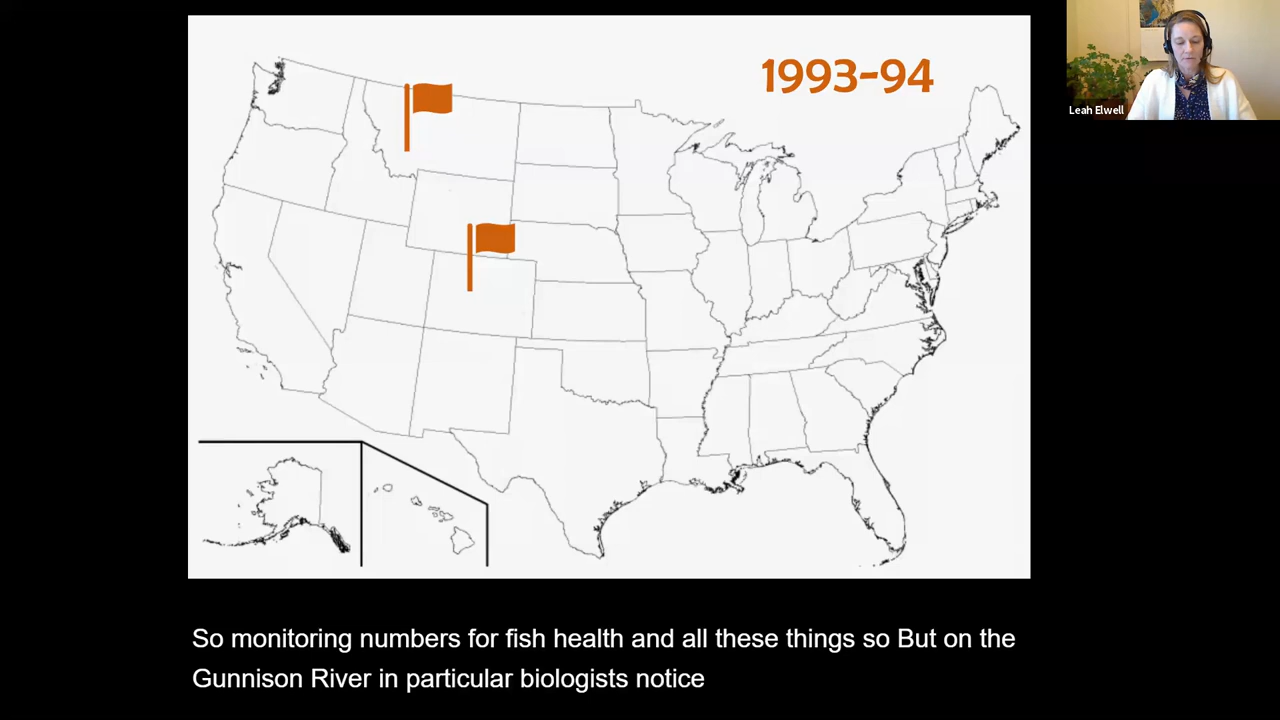 1993-94
Leah Elwell
So monitoring numbers for fish health and all these things so But on the
Gunnison River in particular biologists notice